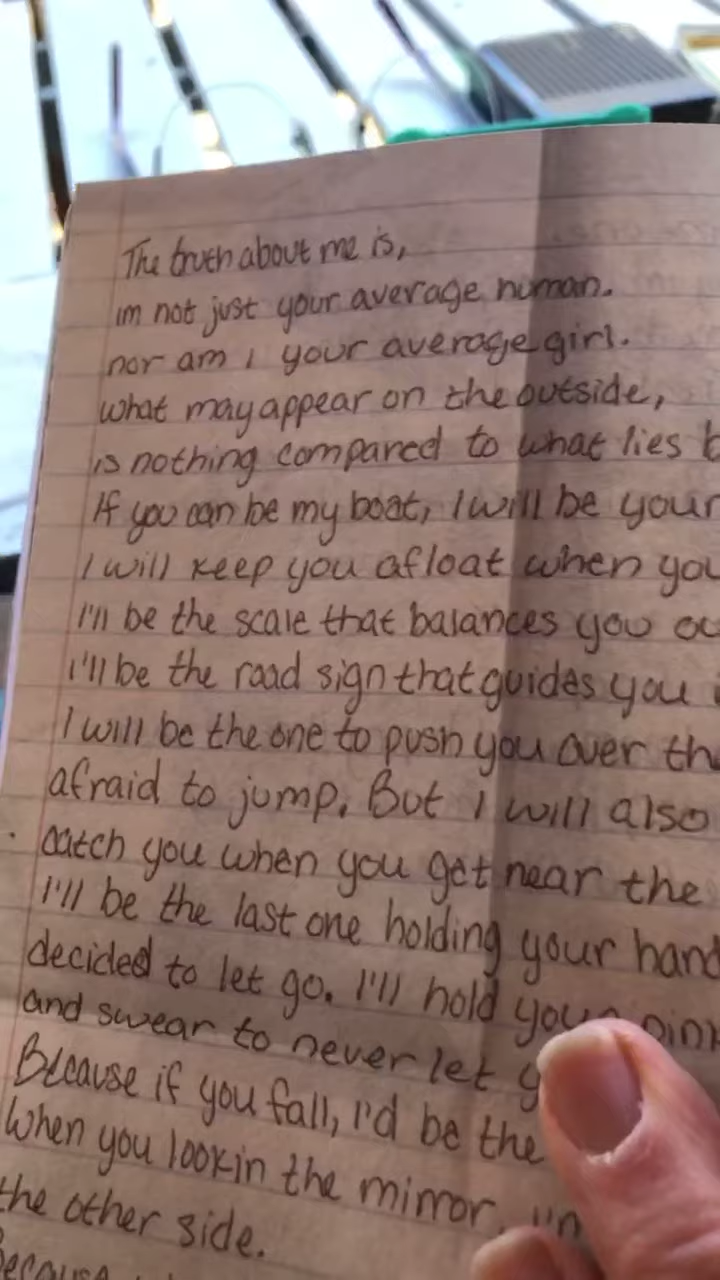 The truth about me is,
im not just your average human.
nor am I your average girl.
what may appear on the outside,
is nothing compared to what lies
If you can be my boat, I will be your
I will keep you afloat when you
I'll be the scale that balances you
I'll be the road sign that guides you
I will be the one to push you over the
afraid to jump. But I will also
catch you when you get near the
I'll be the last one holding your hand
decided to let go. I'll hold your
and swear to never let
Because if you fall, I'd be the
When you look in the mirror,
the other side.
Because